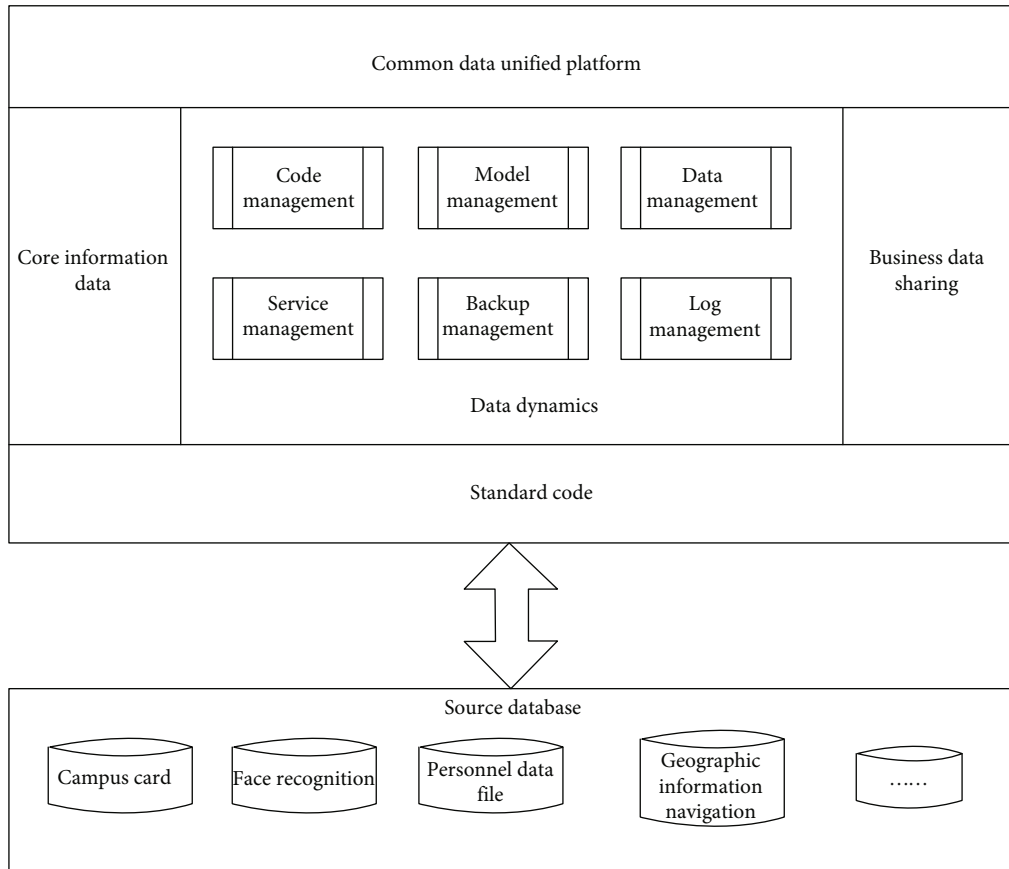 Common data unified platform
Core information
data
Code
management
Model
management
Data
management
Service
management
Backup
management
Log
management
Data dynamics
Business data
sharing
Standard code
Source database
Campus card
Face recognition
Personnel data
file
Geographic
information
navigation
……